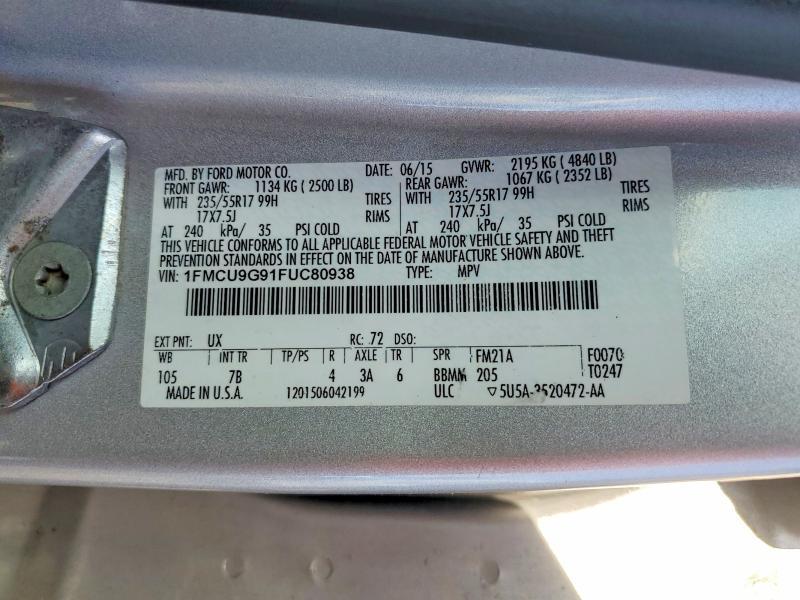 MFD. BY FORD MOTOR CO. DATE: 06/15 GVWR: 2195 KG ( 4840 LB)
FRONT GAWR: 1134 KG ( 2500 LB) REAR GAWR: 1067 KG ( 2352 LB)
WITH 235/55R17 99H TIRES WITH 235/55R17 99H TIRES
17X7.5J RIMS 17X7.5J RIMS
AT 240 kPa/ 35 PSI COLD AT 240 kPa/ 35 PSI COLD
THIS VEHICLE CONFORMS TO ALL APPLICABLE FEDERAL MOTOR VEHICLE SAFETY AND THEFT
PREVENTION STANDARDS IN EFFECT ON THE DATE OF MANUFACTURE SHOWN ABOVE.
VIN: 1FMCU9G91FUC80938 TYPE: MPV
EXT PNT: UX RC: 72 DSO:
WB INT TR TP/PS R AXLE TR SPR FM21A F0070
105 7B 4 3A 6 BBMM 205 T0247
MADE IN U.S.A. 1201506042199 ULC ▽5U5A-3520472-AA